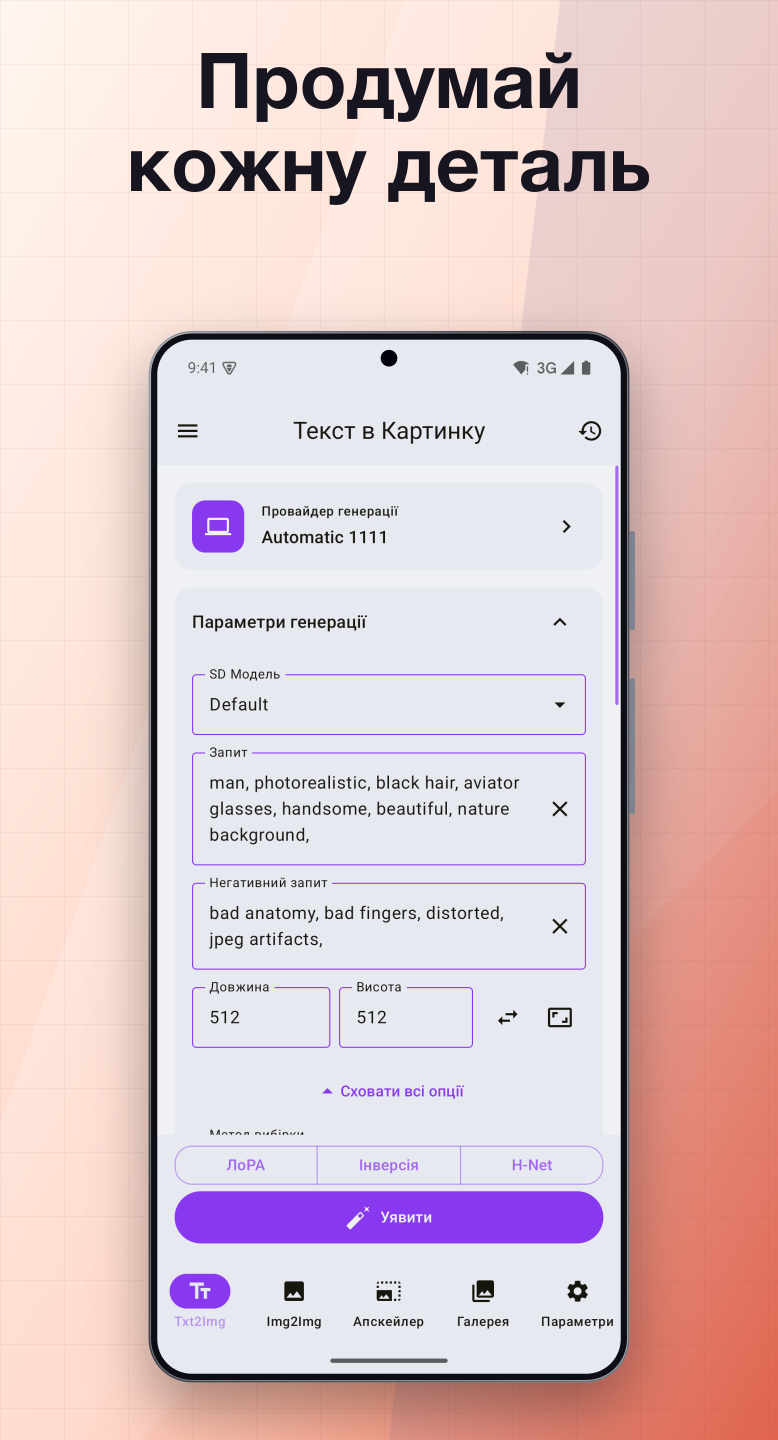 Продумай
кожну деталь
9:41
3G
Текст в Картинку
Провайдер генерації
Automatic 1111
Параметри генерації
SD Модель
Default
Запит
man, photorealistic, black hair, aviator
glasses, handsome, beautiful, nature
background,
Негативний запит
bad anatomy, bad fingers, distorted,
jpeg artifacts,
Довжина
Висота
512
512
Сховати всі опції
Метод вибірки
ЛоРА
Інверсія
H-Net
Уявити
Txt2Img
Img2Img
Апскейлер
Галерея
Параметри